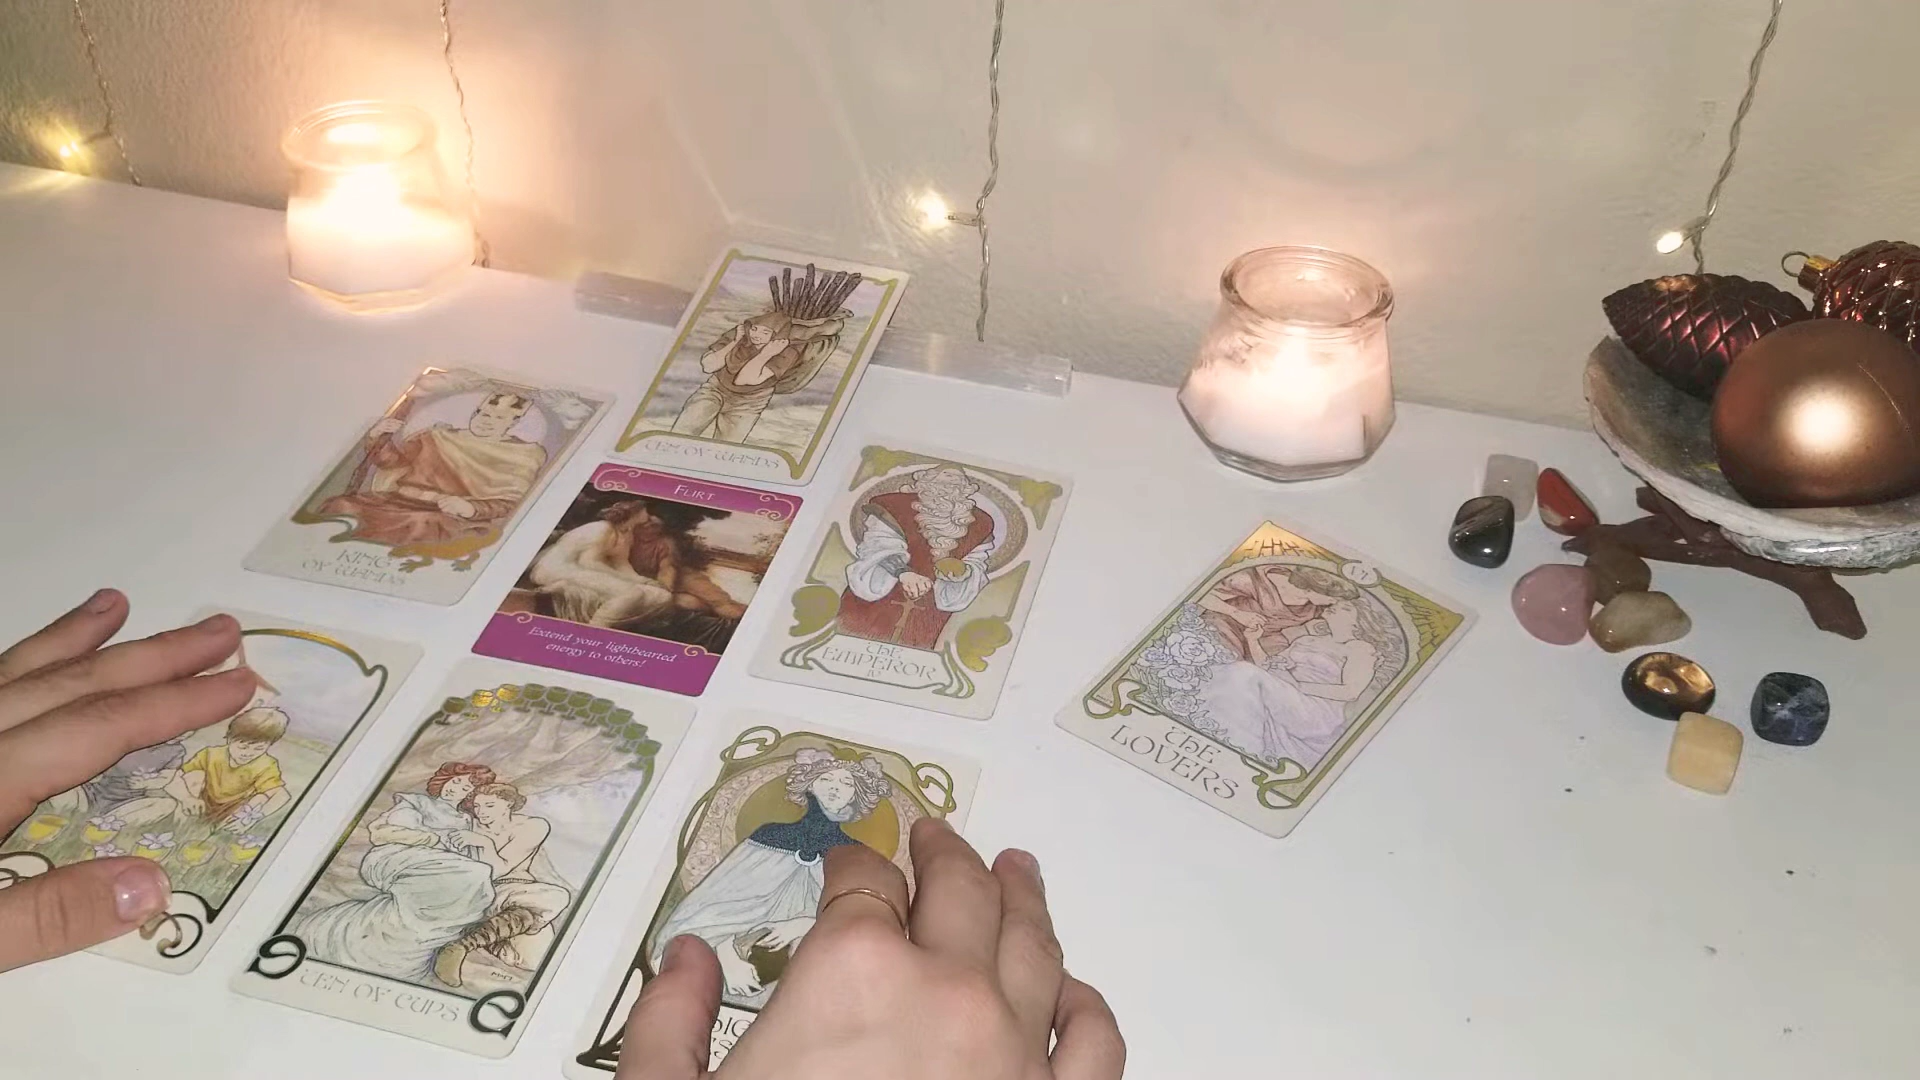 TEN OF WANDS
KING
OF WANDS
FLIRT
Extend your lighthearted
energy to others!
THE
EMPEROR
IV
VI
THE
LOVERS
TEN OF CUPS